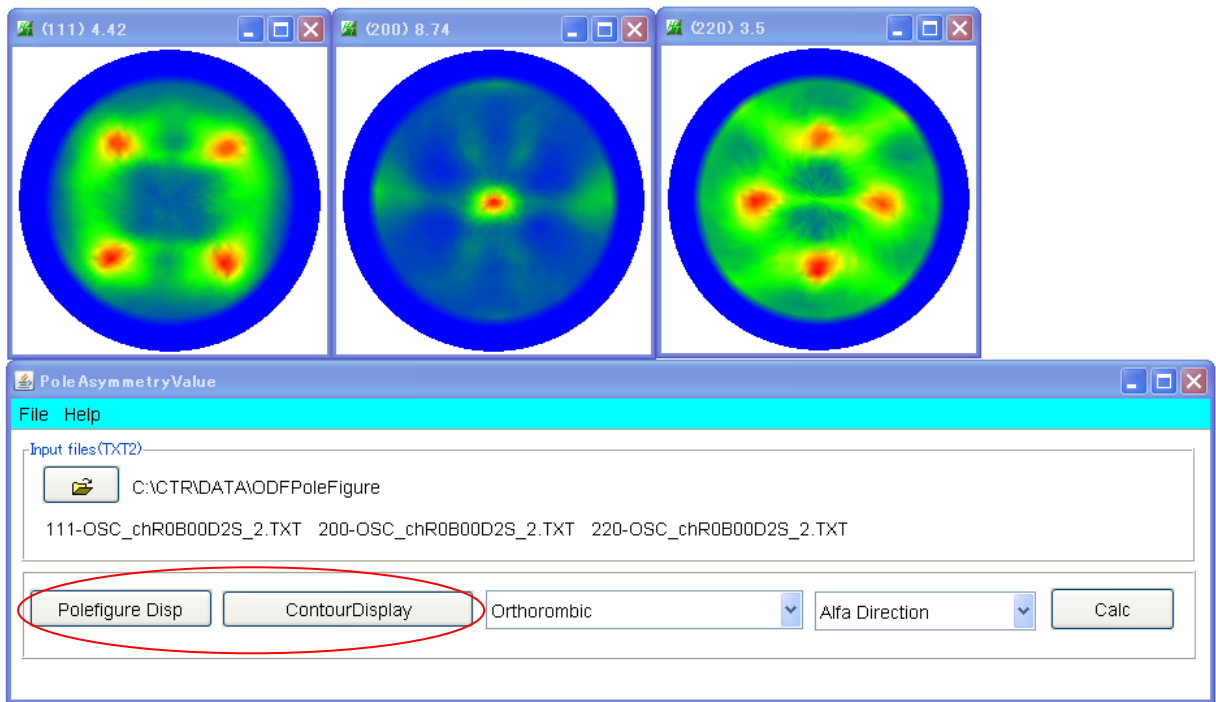 (111) 4.42
(200) 8.74
(220) 3.5
PoleAsymmetryValue
File Help
Input files(TXT2)
C:\CTR\DATA\ODFPoleFigure
111-OSC_chR0B00D2S_2.TXT 200-OSC_chR0B00D2S_2.TXT 220-OSC_chR0B00D2S_2.TXT
Polefigure Disp ContourDisplay Orthorombic Alfa Direction Calc